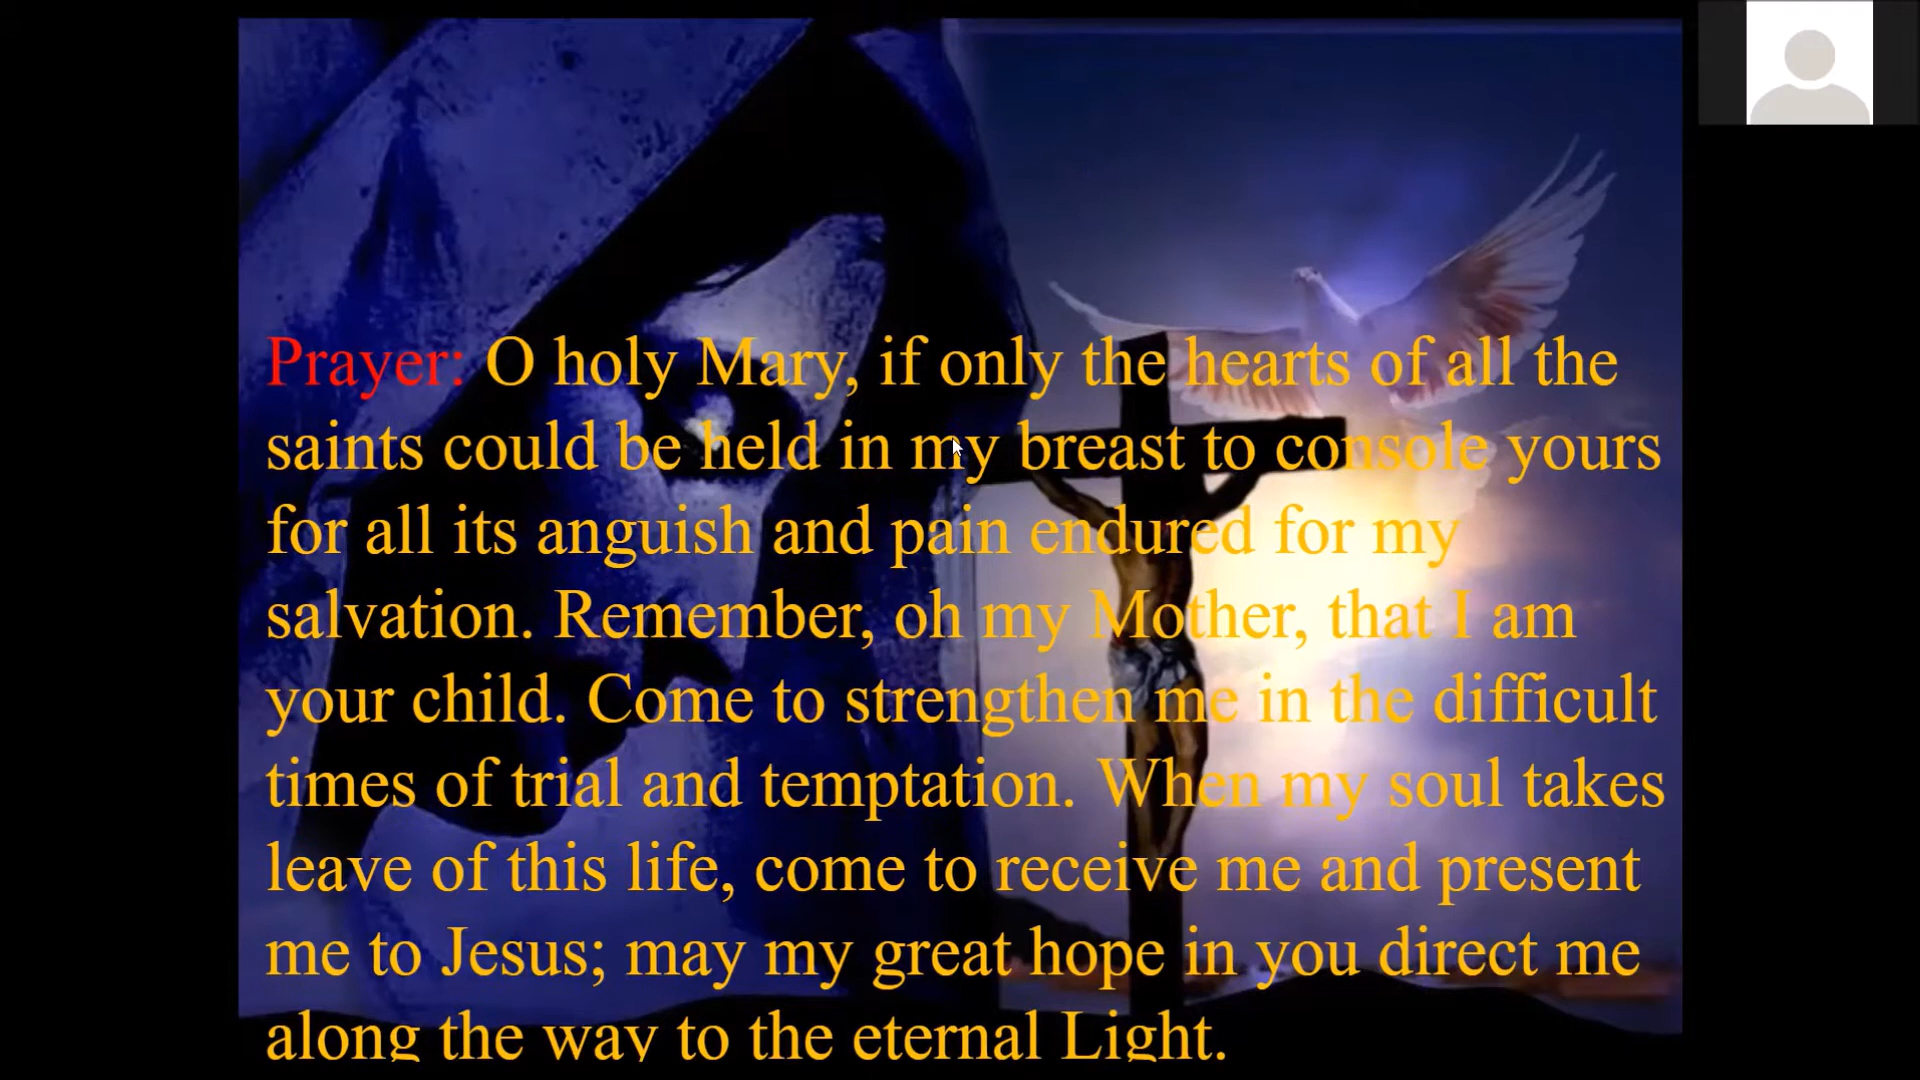 Prayer: O holy Mary, if only the hearts of all the
saints could be held in my breast to console yours
for all its anguish and pain endured for my
salvation. Remember, oh my Mother, that I am
your child. Come to strengthen me in the difficult
times of trial and temptation. When my soul takes
leave of this life, come to receive me and present
me to Jesus; may my great hope in you direct me
along the way to the eternal Light.